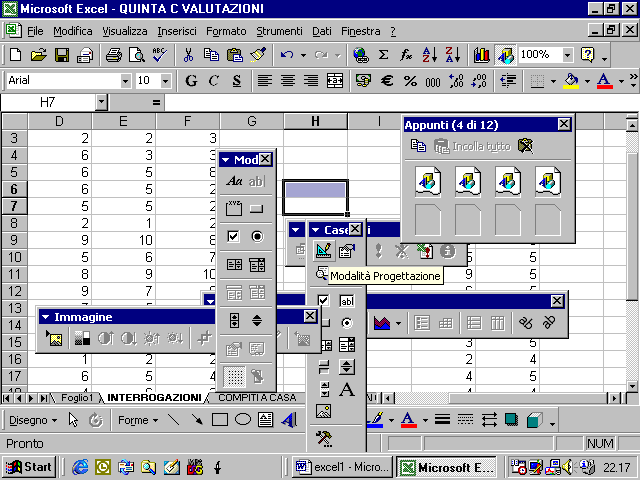 Microsoft Excel - QUINTA C VALUTAZIONI
File Modifica Visualizza Inserisci Formato Strumenti Dati Finestra ?
100%
Arial 10 G C S € % 000
H7 =
D E F G H I
3 2 2 3
4 6 3 3
5 6 5 8
6 6 5 2
7 5 5 2
8 2 1 2
9 9 10 8
10 5 6 7 5
11 8 9 10 9 5
12 9 7 6 5
13
14
15 3 5
16 1 2 2 2 4
17 6 5 4 5 4
Appunti (4 di 12)
Incolla tutto
Mod
Aa ab|
XYZ
Immagine
Modalità Progettazione
ab|
A
Foglio1 INTERROGAZIONI COMPITI A CASA
Disegno Forme
Pronto NUM
Start excel1 - Micro... Microsoft E... 22.17